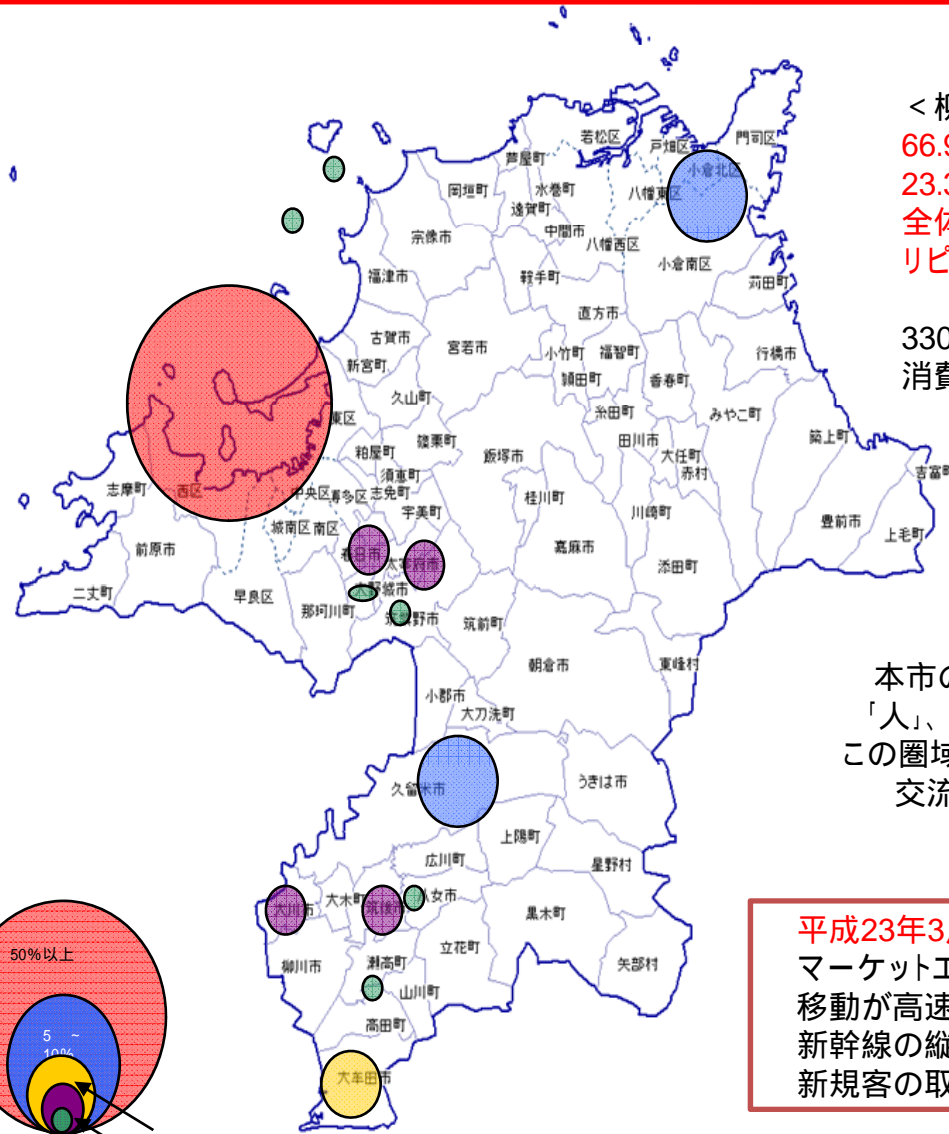 若松区
戸畑区
門司区
小倉北区
芦屋町
岡垣町
水巻町
遠賀町
八幡東区
中間市
宗像市
八幡西区
小倉南区
福津市
鞍手町
苅田町
直方市
古賀市
宮若市
小竹町
福智町
行橋市
新宮町
頴田町
香春町
久山町
みやこ町
糸田町
東区
篠栗町
田川市
築上町
粕屋町
飯塚市
大任町
吉富町
須恵町
赤村
志摩町
西区
中央区
博多区
志免町
桂川町
宇美町
川崎町
豊前市
城南区
南区
上毛町
前原市
春日市
嘉麻市
太宰府市
添田町
二丈町
早良区
大野城市
那珂川町
筑紫野市
筑前町
朝倉市
東峰村
小郡市
大刀洗町
久留米市
うきは市
上陽町
広川町
星野村
大川市
大木町
筑後市
八女市
黒木町
柳川市
瀬高町
立花町
矢部村
山川町
高田町
大牟田市
50%以上
5 ~
10%
<柳
66.9
23.3
全体
リピ
330
消費
本市の
「人」、
この圏域
交流
平成23年3月
マーケットエ
移動が高速
新幹線の縦
新規客の取